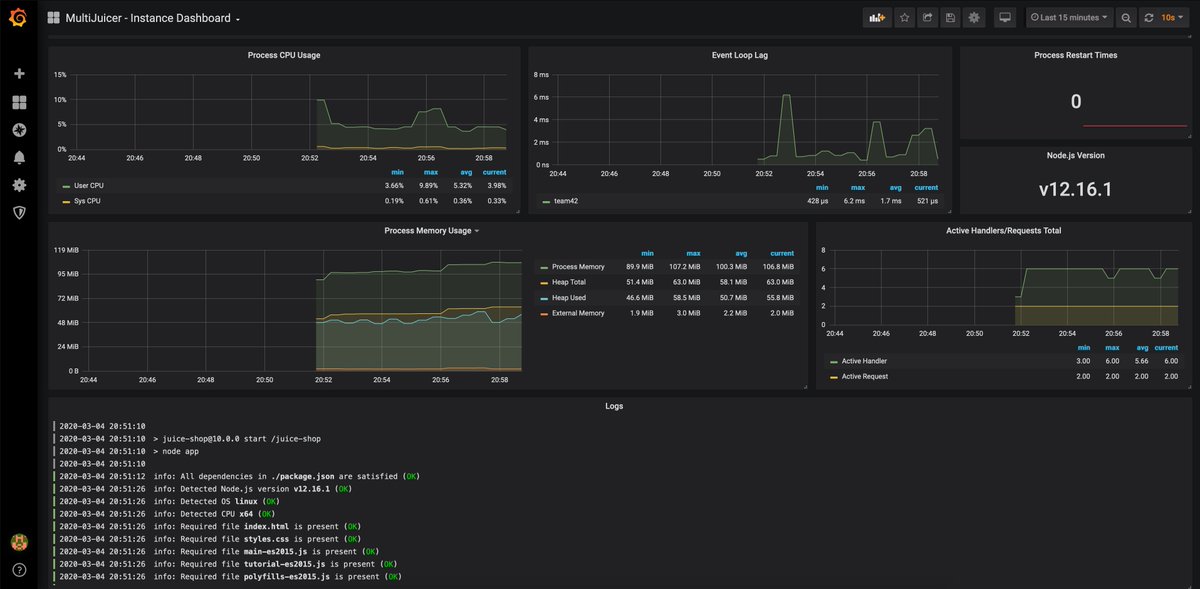 MultiJuicer - Instance Dashboard
Last 15 minutes
10s
Process CPU Usage
15%
10%
5%
0%
20:44 20:46 20:48 20:50 20:52 20:54 20:56 20:58
min max avg current
User CPU 3.66% 9.89% 5.32% 3.98%
Sys CPU 0.19% 0.61% 0.36% 0.33%
Event Loop Lag
8 ms
6 ms
4 ms
2 ms
0 ns
20:44 20:46 20:48 20:50 20:52 20:54 20:56 20:58
min max avg current
team42 428 µs 6.2 ms 1.7 ms 521 µs
Process Restart Times
0
Node.js Version
v12.16.1
Process Memory Usage
119 MiB
95 MiB
72 MiB
48 MiB
24 MiB
0 B
20:44 20:46 20:48 20:50 20:52 20:54 20:56 20:58
min max avg current
Process Memory 89.9 MiB 107.2 MiB 100.3 MiB 106.8 MiB
Heap Total 51.4 MiB 63.0 MiB 58.1 MiB 63.0 MiB
Heap Used 46.6 MiB 58.5 MiB 50.7 MiB 55.8 MiB
External Memory 1.9 MiB 3.0 MiB 2.2 MiB 2.0 MiB
Active Handlers/Requests Total
8
6
4
2
0
20:44 20:46 20:48 20:50 20:52 20:54 20:56 20:58
min max avg current
Active Handler 3.00 6.00 5.66 6.00
Active Request 2.00 2.00 2.00 2.00
Logs
2020-03-04 20:51:10
2020-03-04 20:51:10 > juice-shop@10.0.0 start /juice-shop
2020-03-04 20:51:10 > node app
2020-03-04 20:51:10
2020-03-04 20:51:12 info: All dependencies in ./package.json are satisfied (OK)
2020-03-04 20:51:26 info: Detected Node.js version v12.16.1 (OK)
2020-03-04 20:51:26 info: Detected OS linux (OK)
2020-03-04 20:51:26 info: Detected CPU x64 (OK)
2020-03-04 20:51:26 info: Required file index.html is present (OK)
2020-03-04 20:51:26 info: Required file styles.css is present (OK)
2020-03-04 20:51:26 info: Required file main-es2015.js is present (OK)
2020-03-04 20:51:26 info: Required file tutorial-es2015.js is present (OK)
2020-03-04 20:51:26 info: Required file polyfills-es2015.js is present (OK)